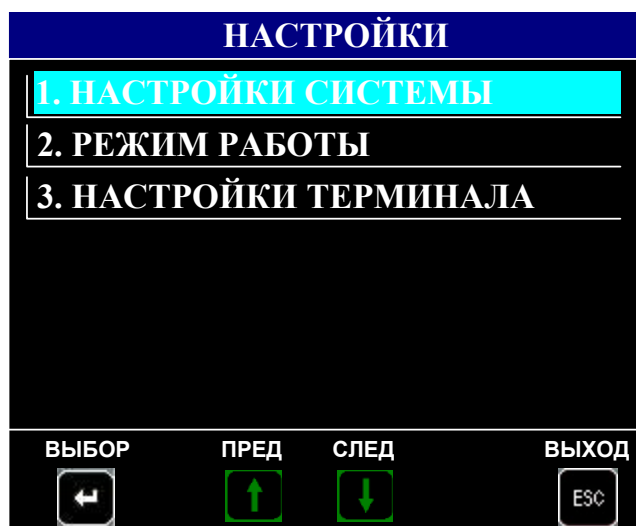 НАСТРОЙКИ
1. НАСТРОЙКИ СИСТЕМЫ
2. РЕЖИМ РАБОТЫ
3. НАСТРОЙКИ ТЕРМИНАЛА
ВЫБОР ПРЕД СЛЕД ВЫХОД
ESC